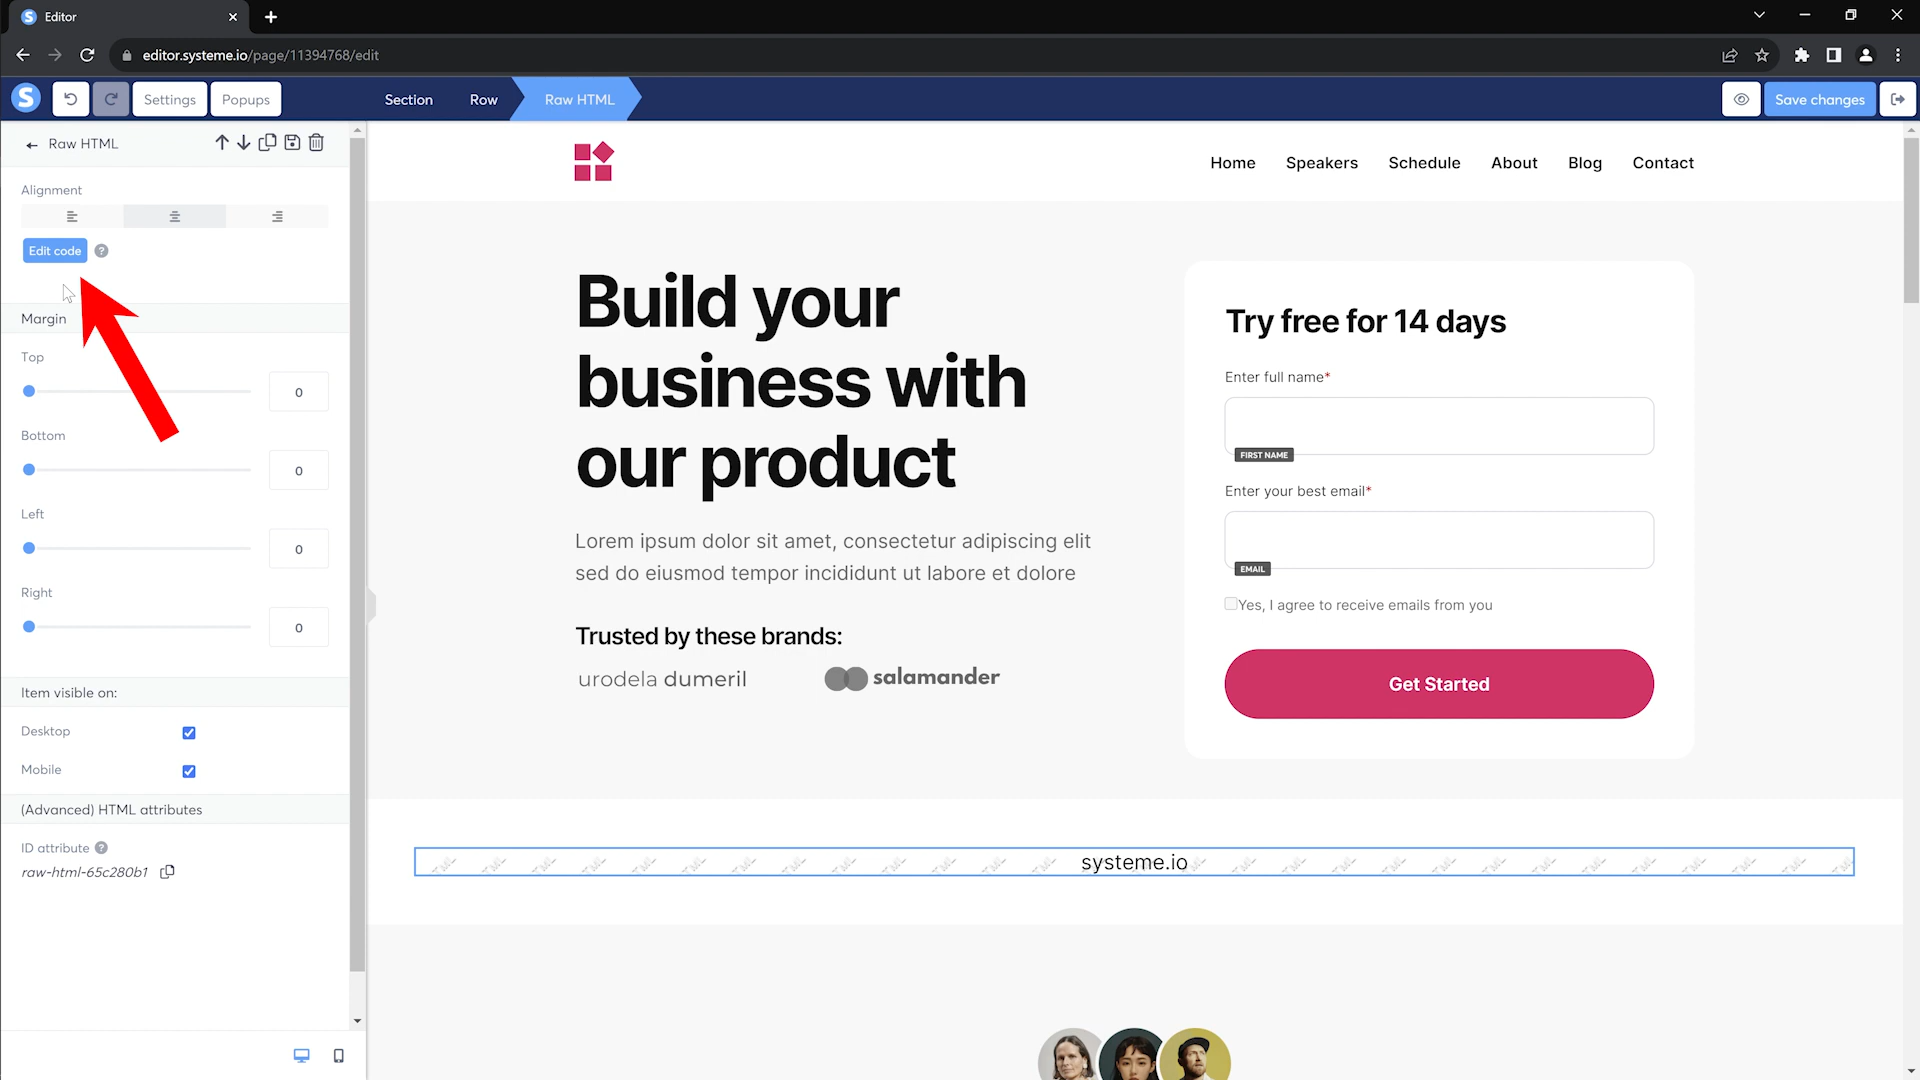 Editor
editor.systeme.io/page/11394768/edit
Settings
Popups
Section
Row
Raw HTML
Save changes
Raw HTML
Alignment
Edit code
?
Margin
Top
0
Bottom
0
Left
0
Right
0
Item visible on:
Desktop
Mobile
(Advanced) HTML attributes
ID attribute ?
raw-html-65c280b1
Home
Speakers
Schedule
About
Blog
Contact
Build your
business with
our product
Lorem ipsum dolor sit amet, consectetur adipiscing elit
sed do eiusmod tempor incididunt ut labore et dolore
Trusted by these brands:
urodela dumeril
salamander
Try free for 14 days
Enter full name*
FIRST NAME
Enter your best email*
EMAIL
Yes, I agree to receive emails from you
Get Started
systeme.io